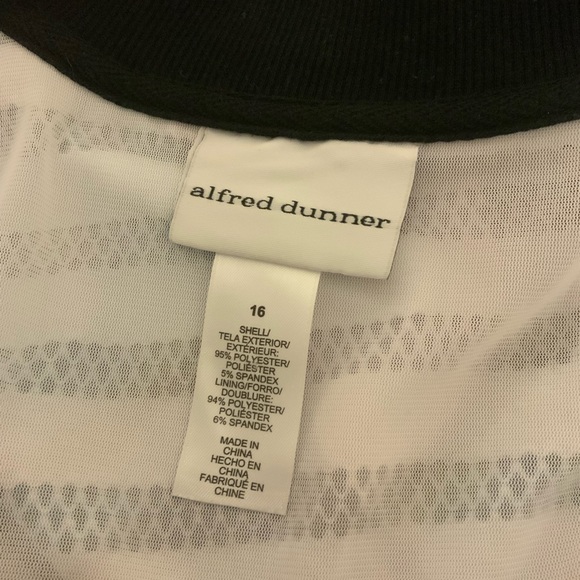 alfred dunner
16
SHELL/
TELA EXTERIOR/
EXTÉRIEUR:
95% POLYESTER/
POLIÉSTER
5% SPANDEX
LINING/FORRO/
DOUBLURE:
94% POLYESTER/
POLIÉSTER
6% SPANDEX
MADE IN
CHINA
HECHO EN
CHINA
FABRIQUÉ EN
CHINE